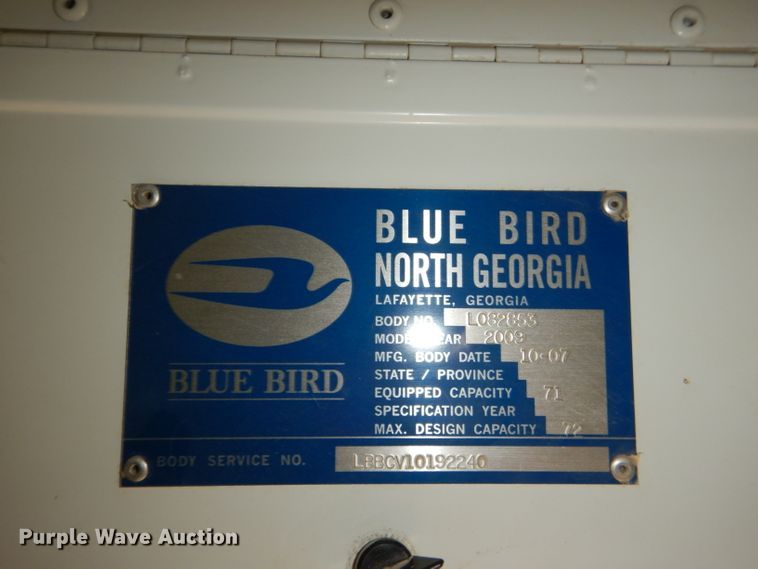 BLUE BIRD
NORTH GEORGIA
LAFAYETTE, GEORGIA
BODY NO. L082853
MODEL YEAR 2009
MFG. BODY DATE 10-07
STATE / PROVINCE
EQUIPPED CAPACITY 71
SPECIFICATION YEAR
MAX. DESIGN CAPACITY 72
BLUE BIRD
BODY SERVICE NO. LBBCV10192240
Purple Wave Auction